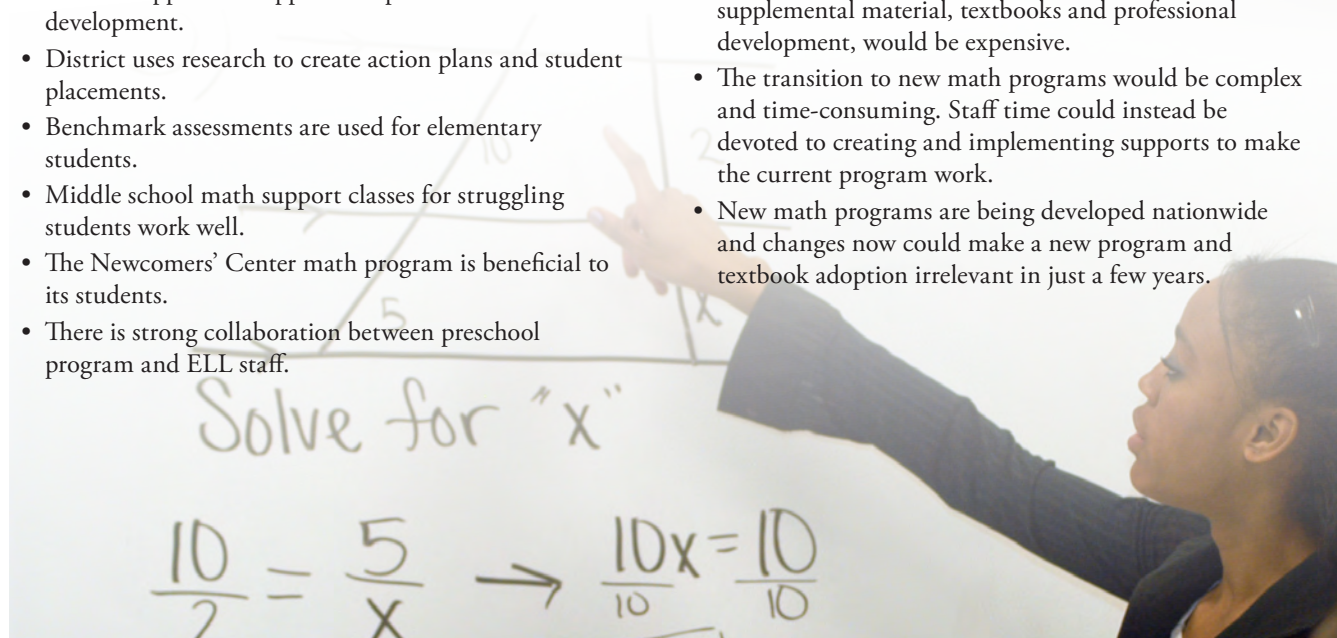 development.
• District uses research to create action plans and student
placements.
• Benchmark assessments are used for elementary
students.
• Middle school math support classes for struggling
students work well.
• The Newcomers’ Center math program is beneficial to
its students.
• There is strong collaboration between preschool
program and ELL staff.
supplemental material, textbooks and professional
development, would be expensive.
• The transition to new math programs would be complex
and time-consuming. Staff time could instead be
devoted to creating and implementing supports to make
the current program work.
• New math programs are being developed nationwide
and changes now could make a new program and
textbook adoption irrelevant in just a few years.
10
2
5
x
Solve for "x"
10/2 = 5/x → 10x/10 = 10/10